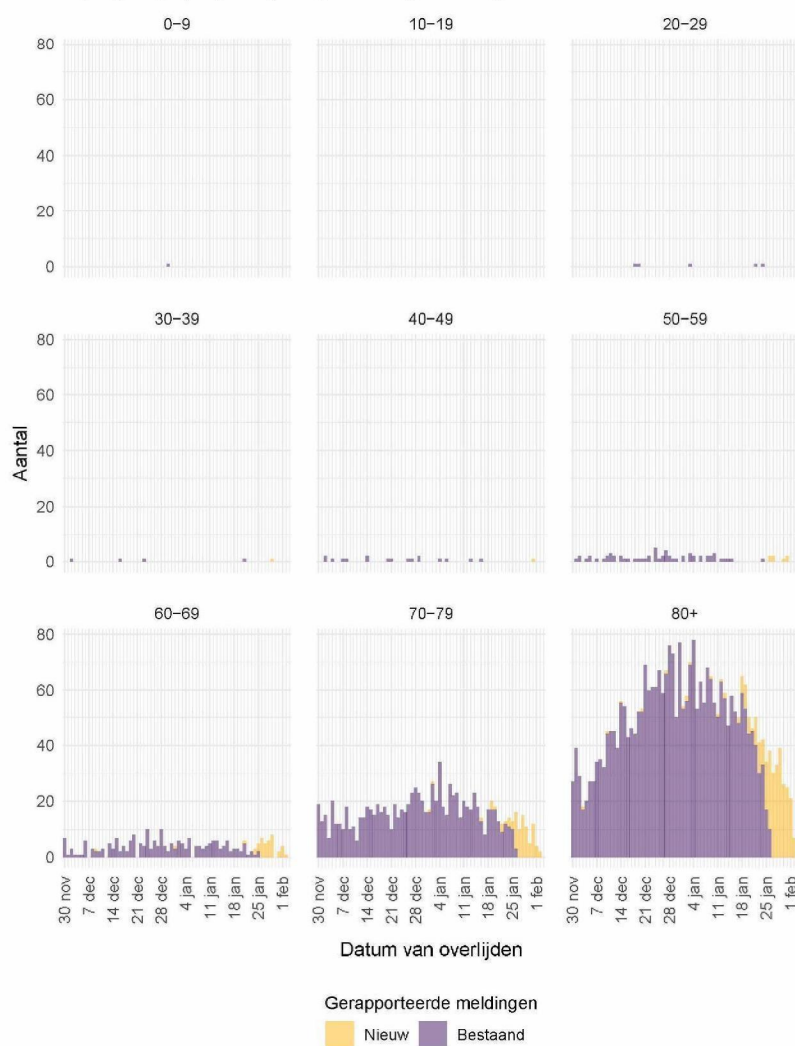 0−9
10−19
20−29
80
60
40
20
0
30−39
40−49
50−59
80
60
40
20
0
Aantal
60−69
70−79
80+
80
60
40
20
0
30 nov
7 dec
14 dec
21 dec
28 dec
4 jan
11 jan
18 jan
25 jan
1 feb
30 nov
7 dec
14 dec
21 dec
28 dec
4 jan
11 jan
18 jan
25 jan
1 feb
30 nov
7 dec
14 dec
21 dec
28 dec
4 jan
11 jan
18 jan
25 jan
1 feb
Datum van overlijden
Gerapporteerde meldingen
Nieuw
Bestaand